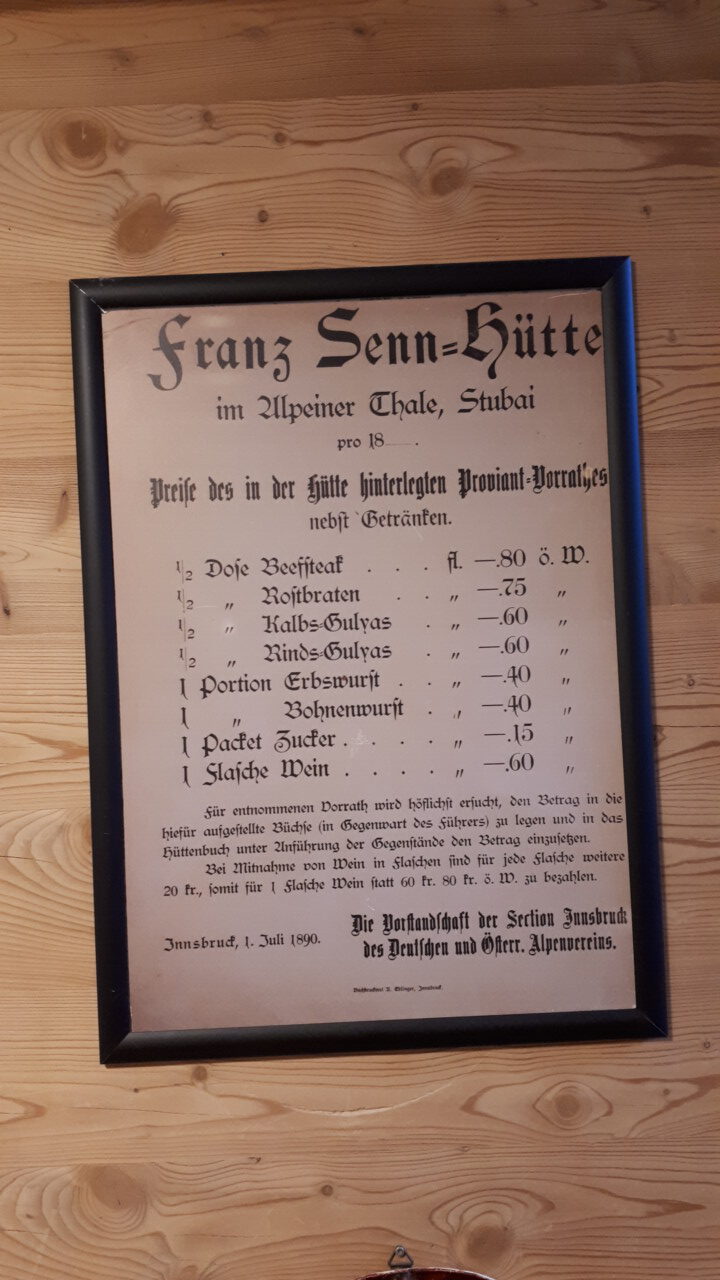 Franz Senn=Hütte
im Alpeiner Thale, Stubai
pro 18___.
Preise des in der Hütte hinterlegten Proviant=Vorrathes
nebst Getränken.
1/2 Dose Beefsteak . . . fl. —.80 ö. W.
1/2 „ Rostbraten . . „ —.75 „
1/2 „ Kalbs=Gulyas . „ —.60 „
1/2 „ Rinds=Gulyas . „ —.60 „
1 Portion Erbswurst . „ —.40 „
1 „ Bohnenwurst . „ —.40 „
1 Packet Zucker . . . . „ —.15 „
1 Flasche Wein . . . . „ —.60 „
Für entnommenen Vorrath wird höflichst ersucht, den Betrag in die
hiefür aufgestellte Büchse (in Gegenwart des Führers) zu legen und in das
Hüttenbuch unter Anführung der Gegenstände den Betrag einzusetzen.
Bei Mitnahme von Wein in Flaschen sind für jede Flasche weitere
20 kr., somit für 1 Flasche Wein statt 60 kr. 80 kr. ö. W. zu bezahlen.
Die Vorstandschaft der Section Innsbruck
Innsbruck, 1. Juli 1890.
des Deutschen und Österr. Alpenvereins.
Buchdruckerei Edlinger, Innsbruck.